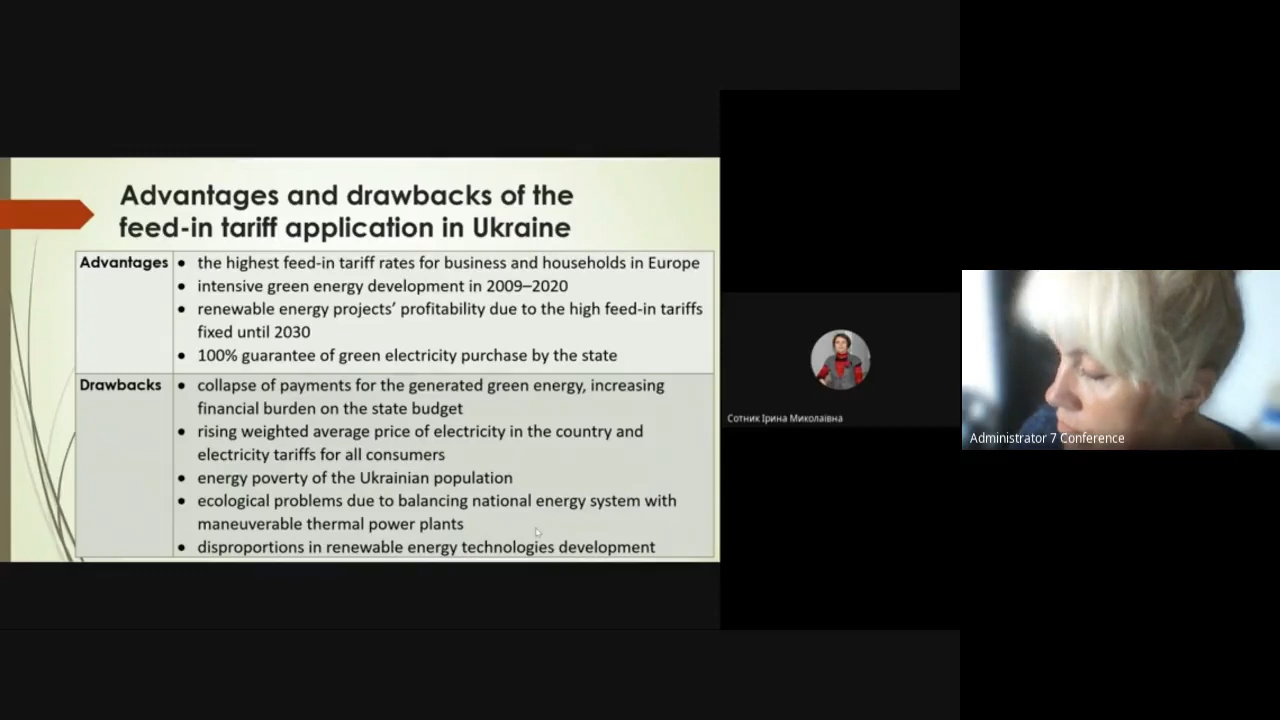 Advantages and drawbacks of the
feed-in tariff application in Ukraine
Advantages
• the highest feed-in tariff rates for business and households in Europe
• intensive green energy development in 2009–2020
• renewable energy projects’ profitability due to the high feed-in tariffs
fixed until 2030
• 100% guarantee of green electricity purchase by the state
Drawbacks
• collapse of payments for the generated green energy, increasing
financial burden on the state budget
• rising weighted average price of electricity in the country and
electricity tariffs for all consumers
• energy poverty of the Ukrainian population
• ecological problems due to balancing national energy system with
maneuverable thermal power plants
• disproportions in renewable energy technologies development
Сотник Ірина Миколаївна
Administrator 7 Conference